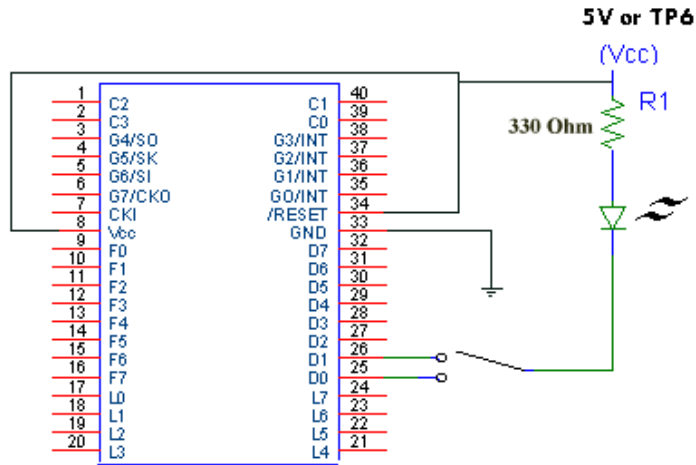 5V or TP6
(Vcc)
R1
330 Ohm
1 C2 C1 40
2 C3 C0 39
3 G4/SO G3/INT 38
4 G5/SK G2/INT 37
5 G6/SI G1/INT 36
6 G7/CKO G0/INT 35
7 CKI /RESET 34
8 Vcc GND 33
9 F0 D7 32
10 F1 D6 31
11 F2 D5 30
12 F3 D4 29
13 F4 D3 28
14 F5 D2 27
15 F6 D1 26
16 F7 D0 25
17 L0 L7 24
18 L1 L6 23
19 L2 L5 22
20 L3 L4 21